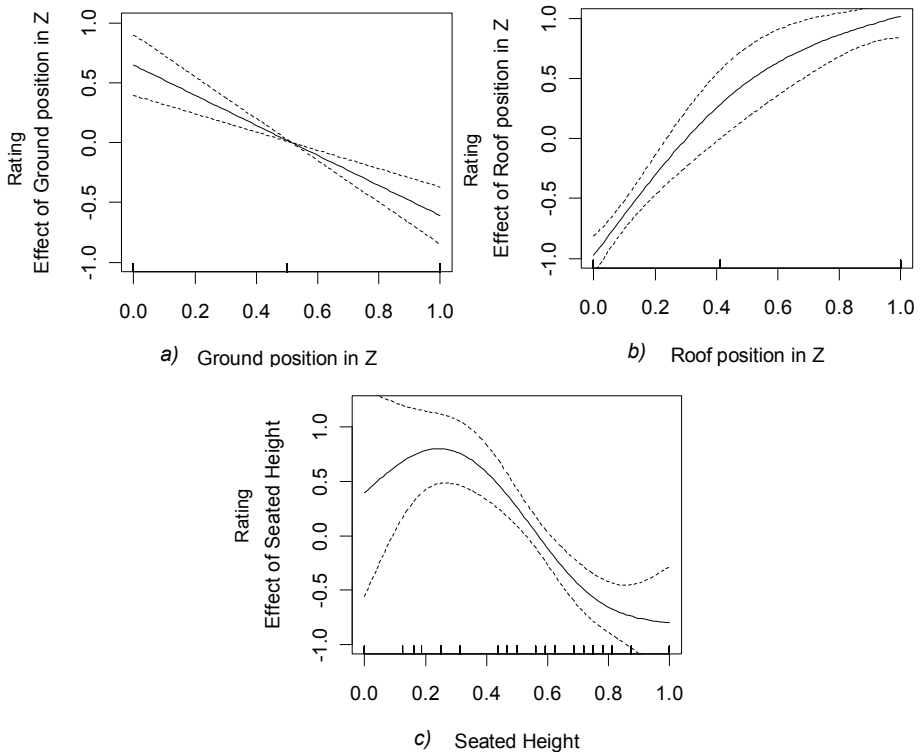 Rating
Effect of Ground position in Z
1.0
0.5
0.0
-0.5
-1.0
0.0 0.2 0.4 0.6 0.8 1.0
a) Ground position in Z
Rating
Effect of Roof position in Z
1.0
0.5
0.0
-0.5
-1.0
0.0 0.2 0.4 0.6 0.8 1.0
b) Roof position in Z
Rating
Effect of Seated Height
1.0
0.5
0.0
-0.5
-1.0
0.0 0.2 0.4 0.6 0.8 1.0
c) Seated Height